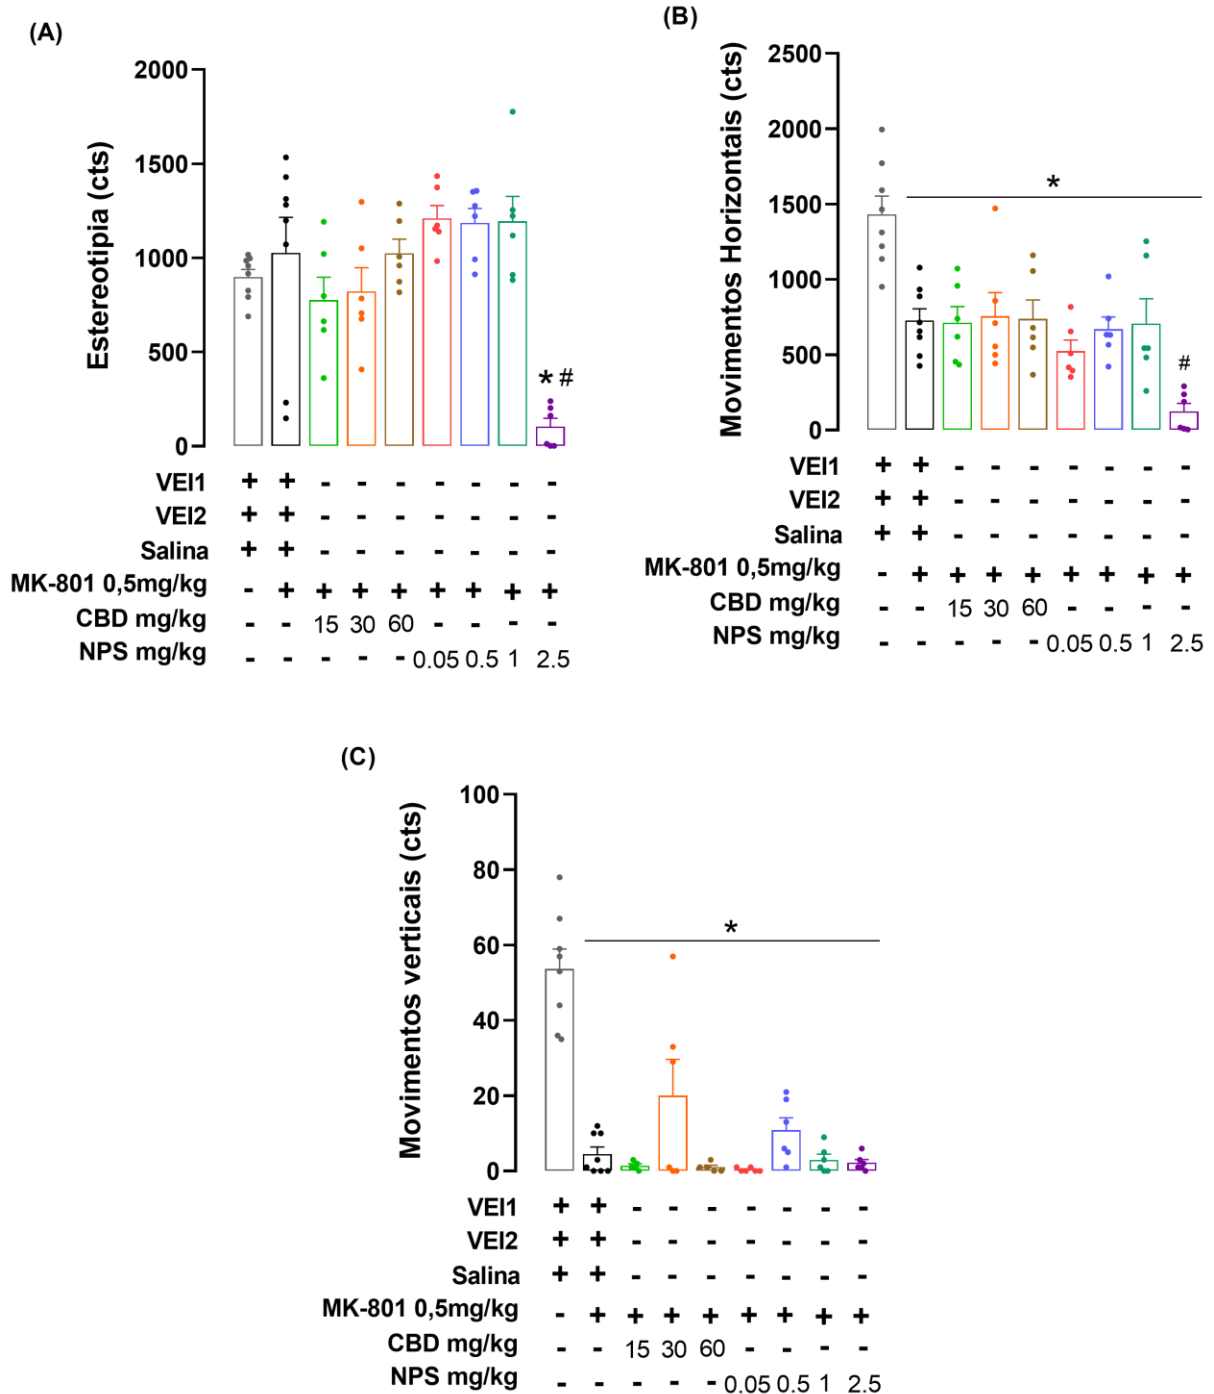 (A)
Estereotipia (cts)
2000
1500
1000
500
0
* #
VEI1 + + - - - - - - -
VEI2 + + - - - - - - -
Salina + + - - - - - - -
MK-801 0,5mg/kg - + + + + + + + +
CBD mg/kg - - 15 30 60 - - - -
NPS mg/kg - - - - - 0.05 0.5 1 2.5
(B)
Movimentos Horizontais (cts)
2500
2000
1500
1000
500
0
*
#
VEI1 + + - - - - - - -
VEI2 + + - - - - - - -
Salina + + - - - - - - -
MK-801 0,5mg/kg - + + + + + + + +
CBD mg/kg - - 15 30 60 - - - -
NPS mg/kg - - - - - 0.05 0.5 1 2.5
(C)
Movimentos verticais (cts)
100
80
60
40
20
0
*
VEI1 + + - - - - - - -
VEI2 + + - - - - - - -
Salina + + - - - - - - -
MK-801 0,5mg/kg - + + + + + + + +
CBD mg/kg - - 15 30 60 - - - -
NPS mg/kg - - - - - 0.05 0.5 1 2.5